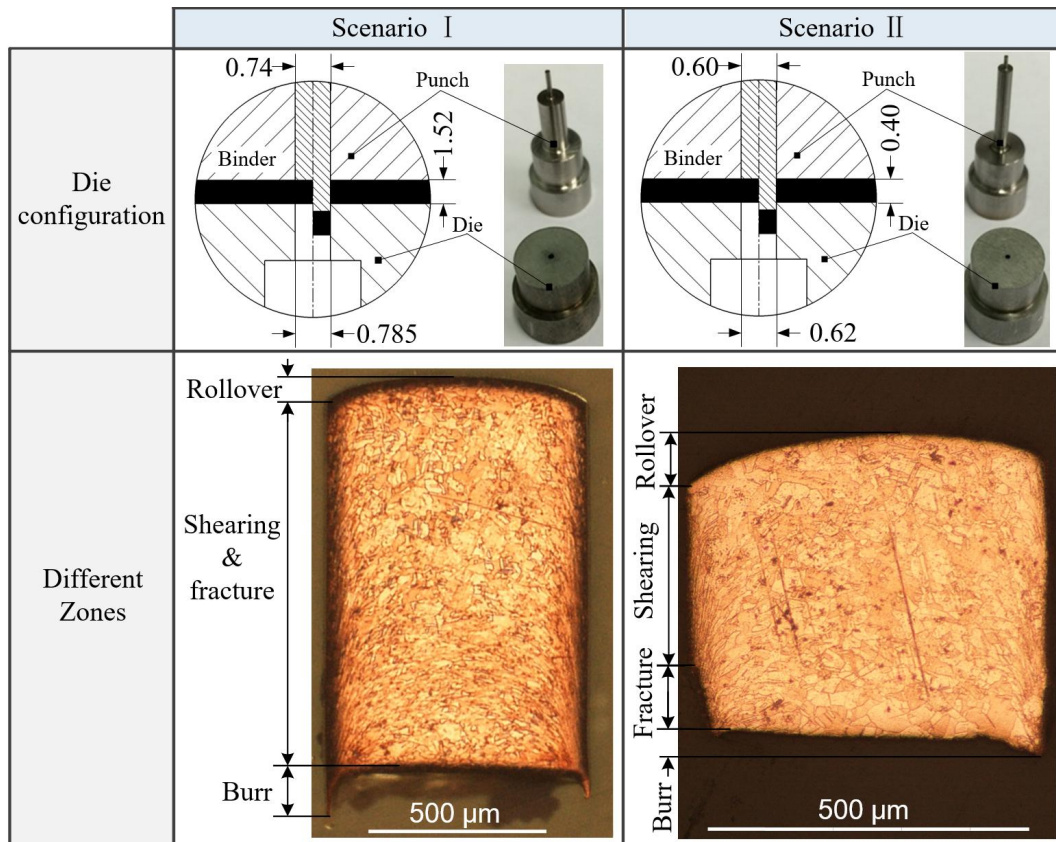 Scenario I
Scenario II
Die
configuration
0.74
Punch
1.52
Binder
Die
0.785
0.60
Punch
0.40
Binder
Die
0.62
Different
Zones
Rollover
Shearing
&
fracture
Burr
500 μm
Rollover
Shearing
Fracture
Burr
500 μm